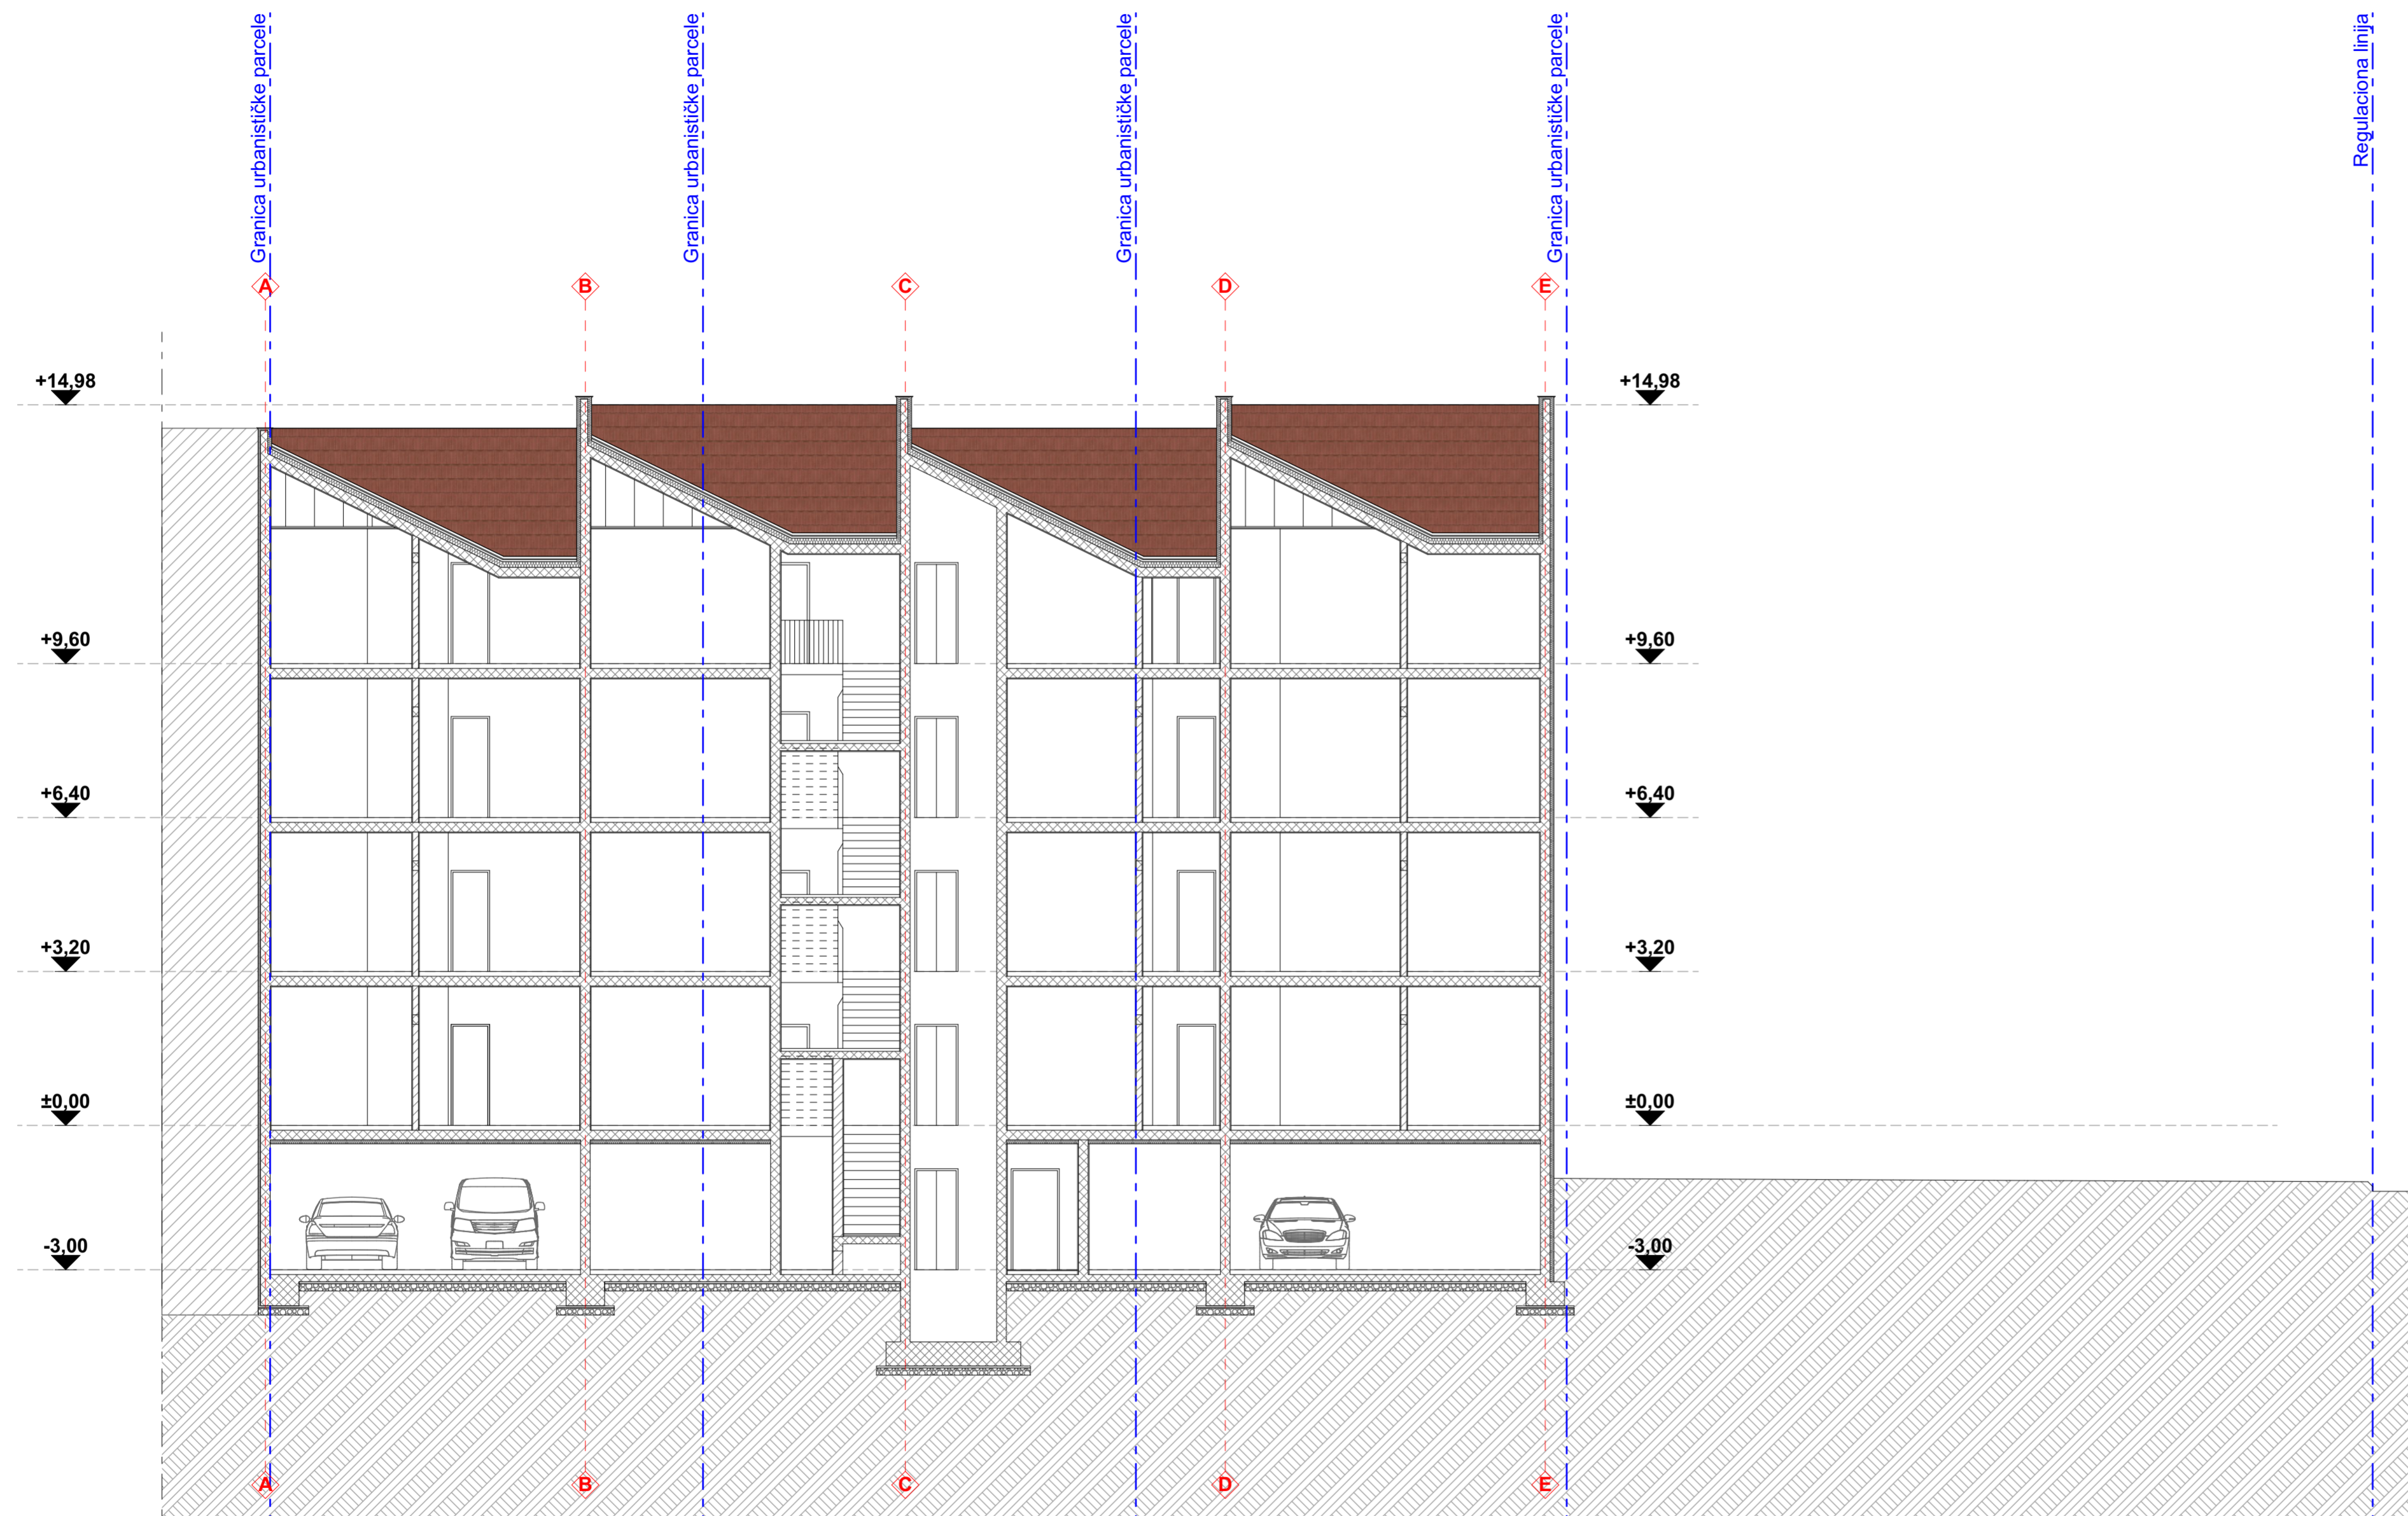 Granica urbanističke parcele
Granica urbanističke parcele
Granica urbanističke parcele
Granica urbanističke parcele
Regulaciona linija
A
B
C
D
E
+14,98
+14,98
+9,60
+9,60
+6,40
+6,40
+3,20
+3,20
±0,00
±0,00
-3,00
-3,00
A
B
C
D
E